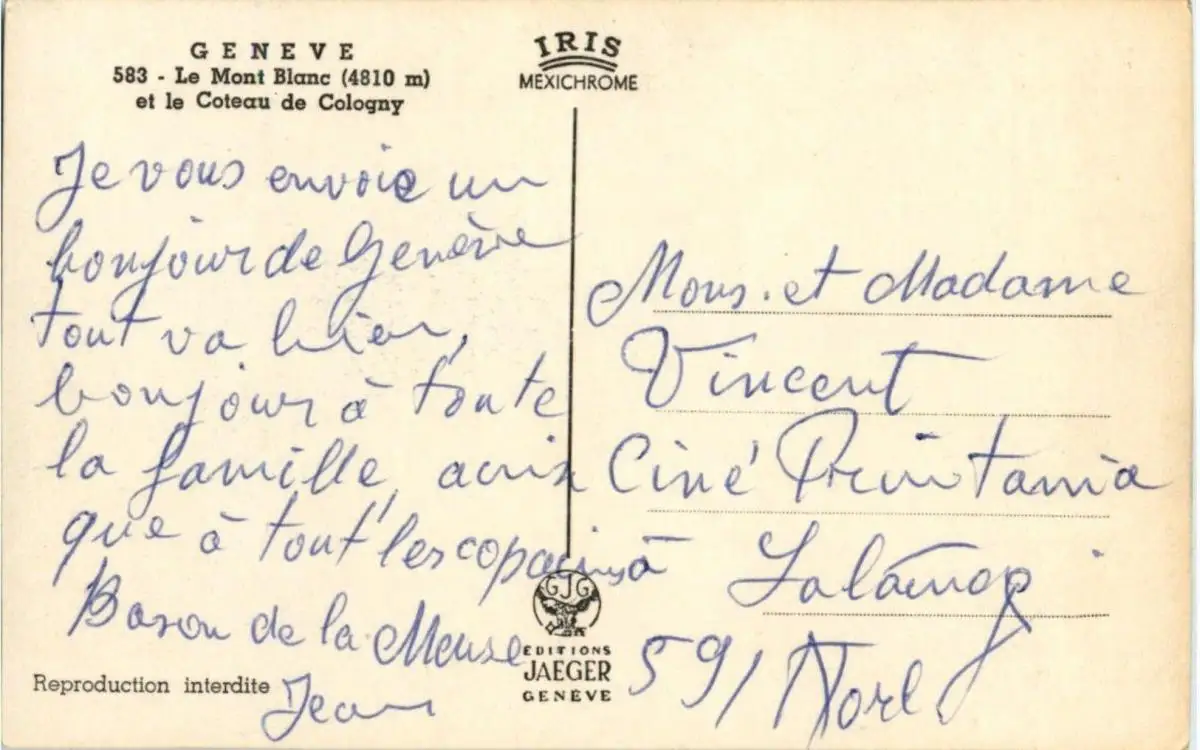 GENEVE
583 - Le Mont Blanc (4810 m)
et le Coteau de Cologny
IRIS
MEXICHROME
Je vous envoie un
bonjour de Genève
tout va bien,
bonjour à toute
la famille,
que à tout les copains
Baron de la Meuse
Jean
Mons. et Madame
Vincent
Ciné Printania
à
59/Nord.
GJG
EDITIONS
JAEGER
GENÈVE
Reproduction interdite